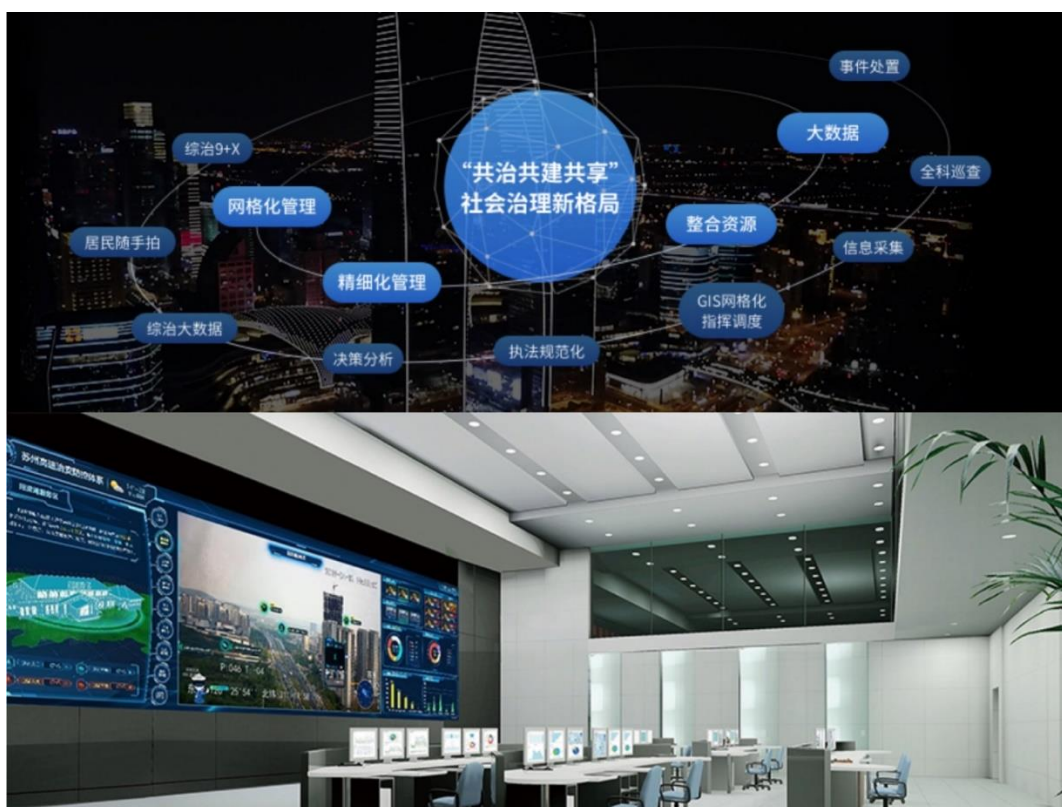 事件处置
大数据
综治9+X
“共治共建共享”
社会治理新格局
全科巡查
网格化管理
整合资源
居民随手拍
信息采集
精细化管理
GIS网格化
指挥调度
综治大数据
执法规范化
决策分析
P:046 T:-04